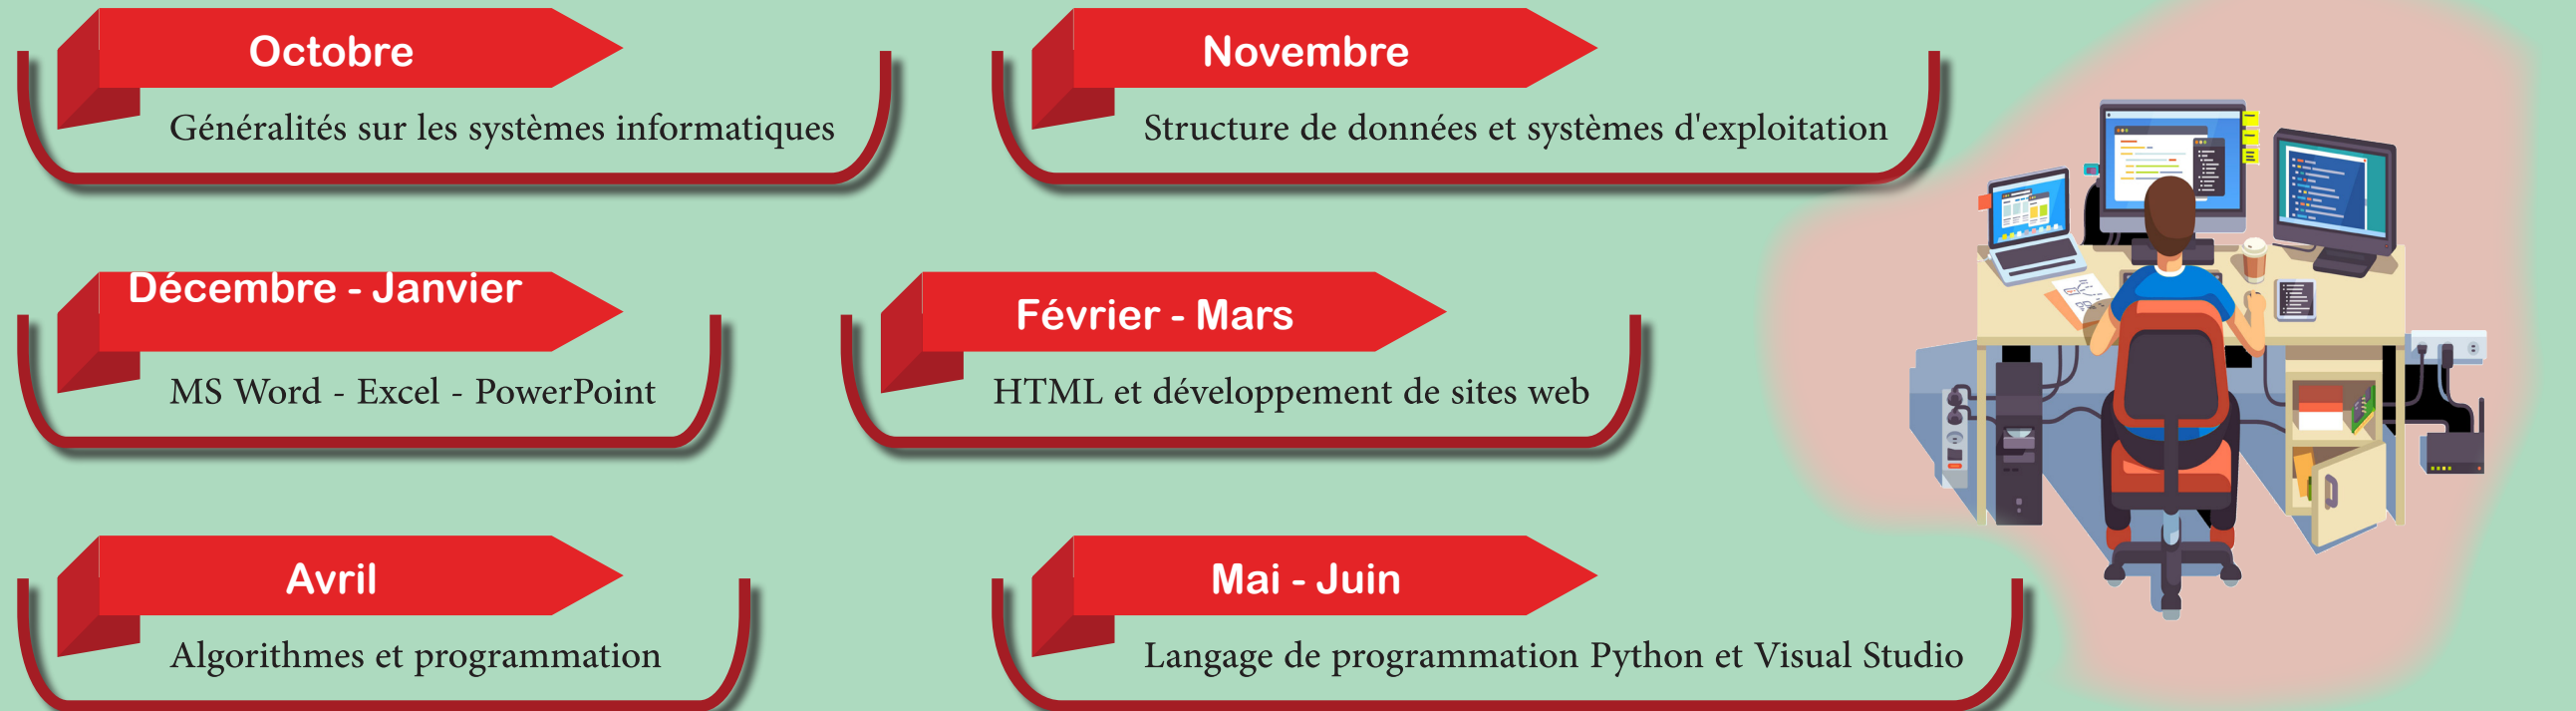 Octobre
Généralités sur les systèmes informatiques
Novembre
Structure de données et systèmes d'exploitation
Décembre - Janvier
MS Word - Excel - PowerPoint
Février - Mars
HTML et développement de sites web
Avril
Algorithmes et programmation
Mai - Juin
Langage de programmation Python et Visual Studio